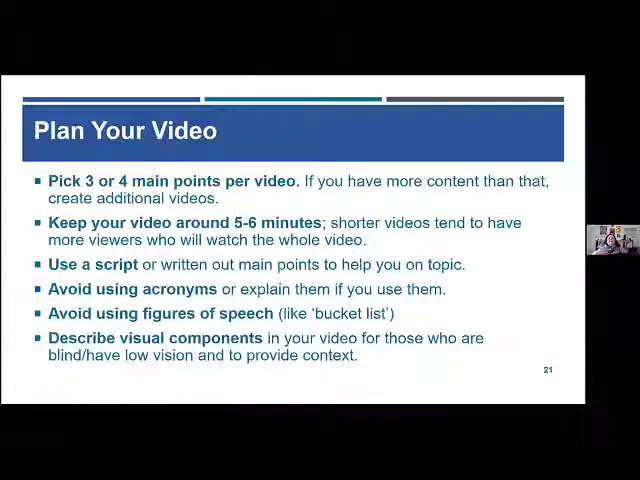 Plan Your Video
Pick 3 or 4 main points per video. If you have more content than that,
create additional videos.
Keep your video around 5-6 minutes; shorter videos tend to have
more viewers who will watch the whole video.
Use a script or written out main points to help you on topic.
Avoid using acronyms or explain them if you use them.
Avoid using figures of speech (like ‘bucket list’)
Describe visual components in your video for those who are
blind/have low vision and to provide context.
21